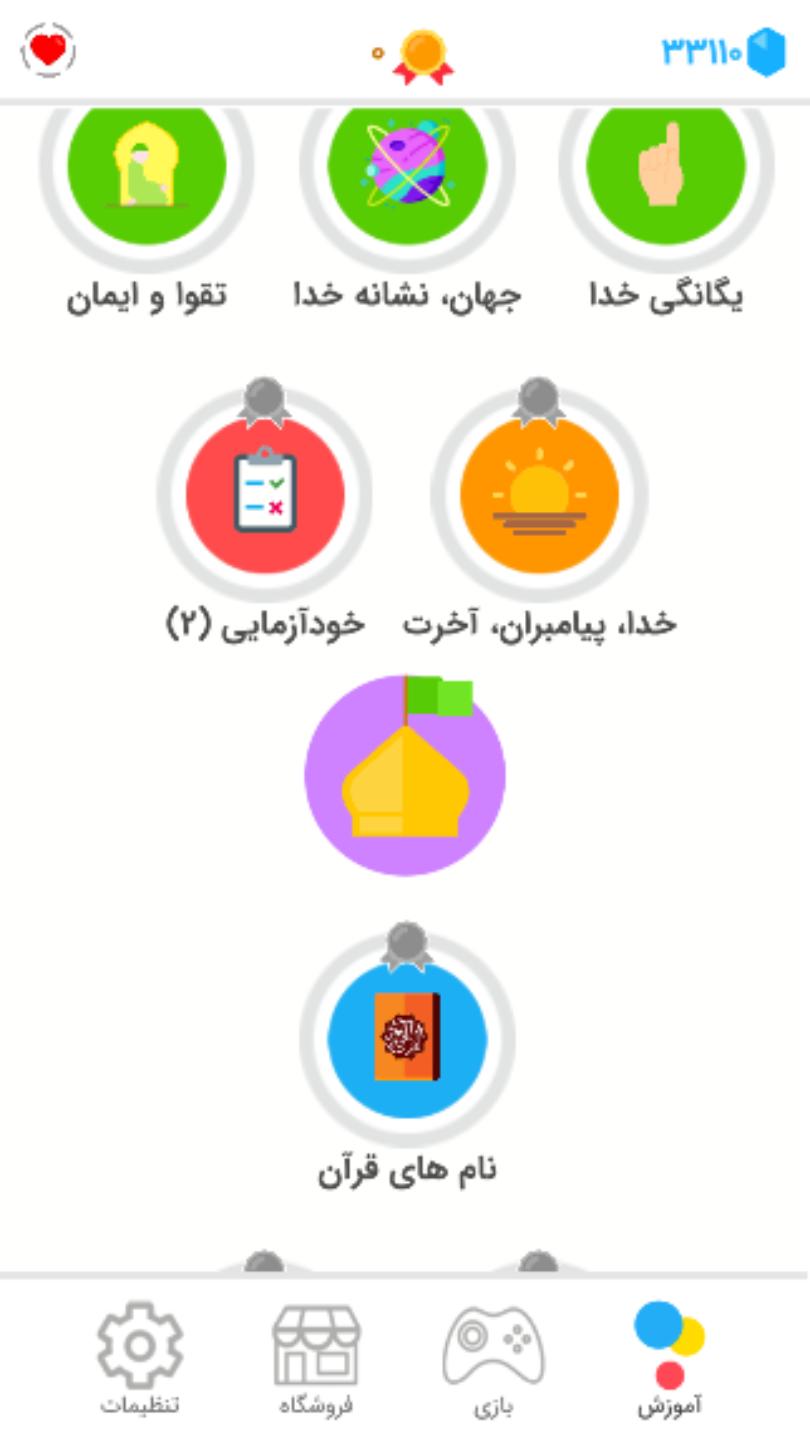 ۳۳۱۱۰
۰
یگانگی خدا
جهان، نشانه خدا
تقوا و ایمان
خدا، پیامبران، آخرت
خودآزمایی (۲)
نام های قرآن
آموزش
بازی
فروشگاه
تنظیمات